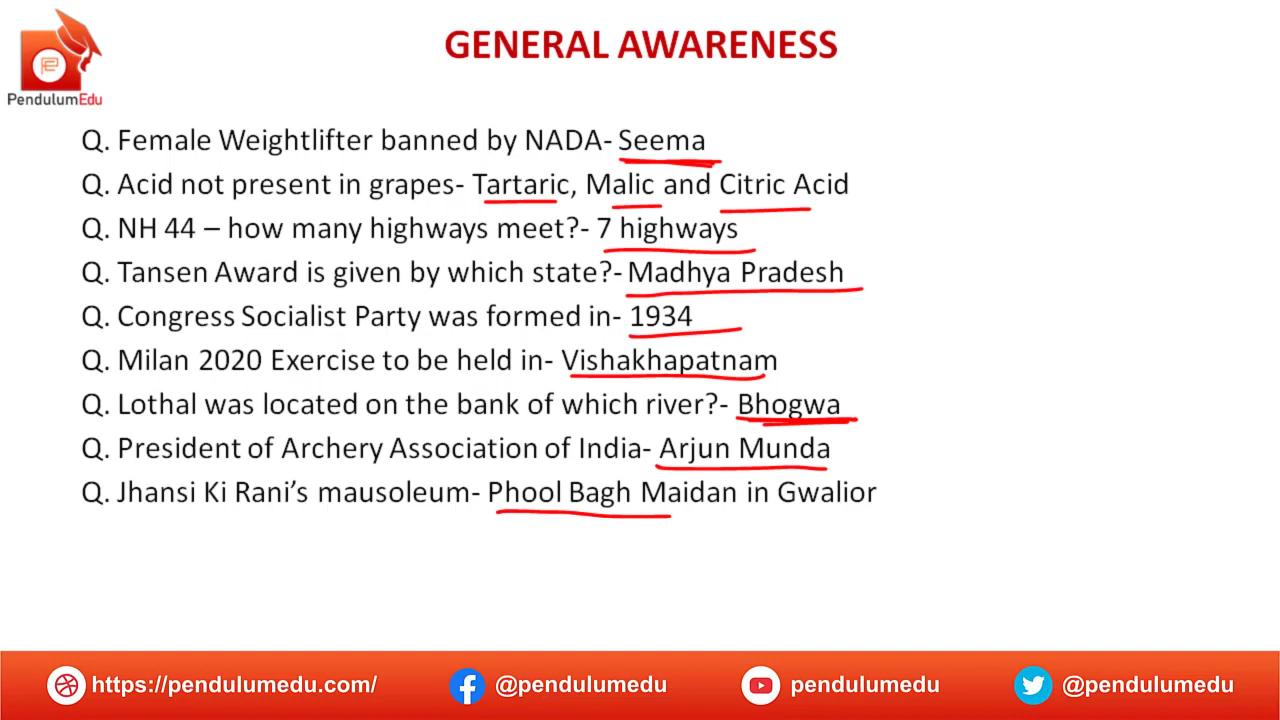 GENERAL AWARENESS
PendulumEdu
Q. Female Weightlifter banned by NADA- Seema
Q. Acid not present in grapes- Tartaric, Malic and Citric Acid
Q. NH 44 – how many highways meet?- 7 highways
Q. Tansen Award is given by which state?- Madhya Pradesh
Q. Congress Socialist Party was formed in- 1934
Q. Milan 2020 Exercise to be held in- Vishakhapatnam
Q. Lothal was located on the bank of which river?- Bhogwa
Q. President of Archery Association of India- Arjun Munda
Q. Jhansi Ki Rani’s mausoleum- Phool Bagh Maidan in Gwalior
https://pendulumedu.com/ @pendulumedu pendulumedu @pendulumedu